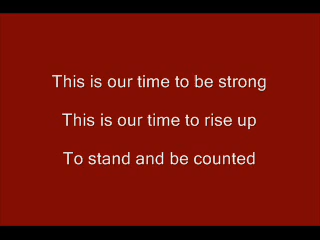 This is our time to be strong
This is our time to rise up
To stand and be counted